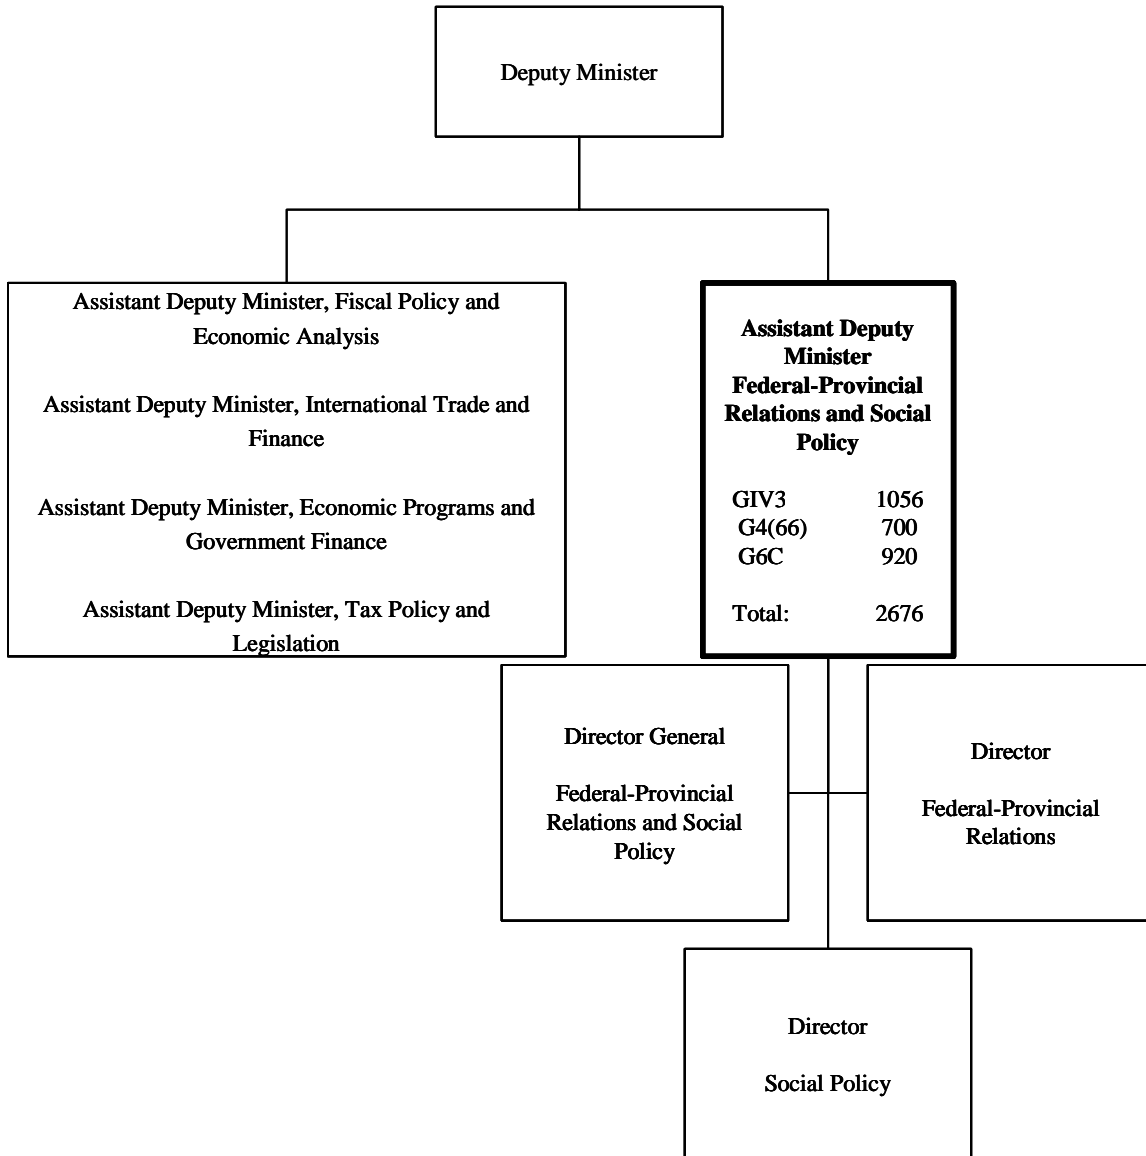 Deputy Minister
Assistant Deputy Minister, Fiscal Policy and
Economic Analysis
Assistant Deputy Minister, International Trade and
Finance
Assistant Deputy Minister, Economic Programs and
Government Finance
Assistant Deputy Minister, Tax Policy and
Legislation
Assistant Deputy
Minister
Federal-Provincial
Relations and Social
Policy
GIV3 1056
G4(66) 700
G6C 920
Total: 2676
Director General
Federal-Provincial
Relations and Social
Policy
Director
Federal-Provincial
Relations
Director
Social Policy